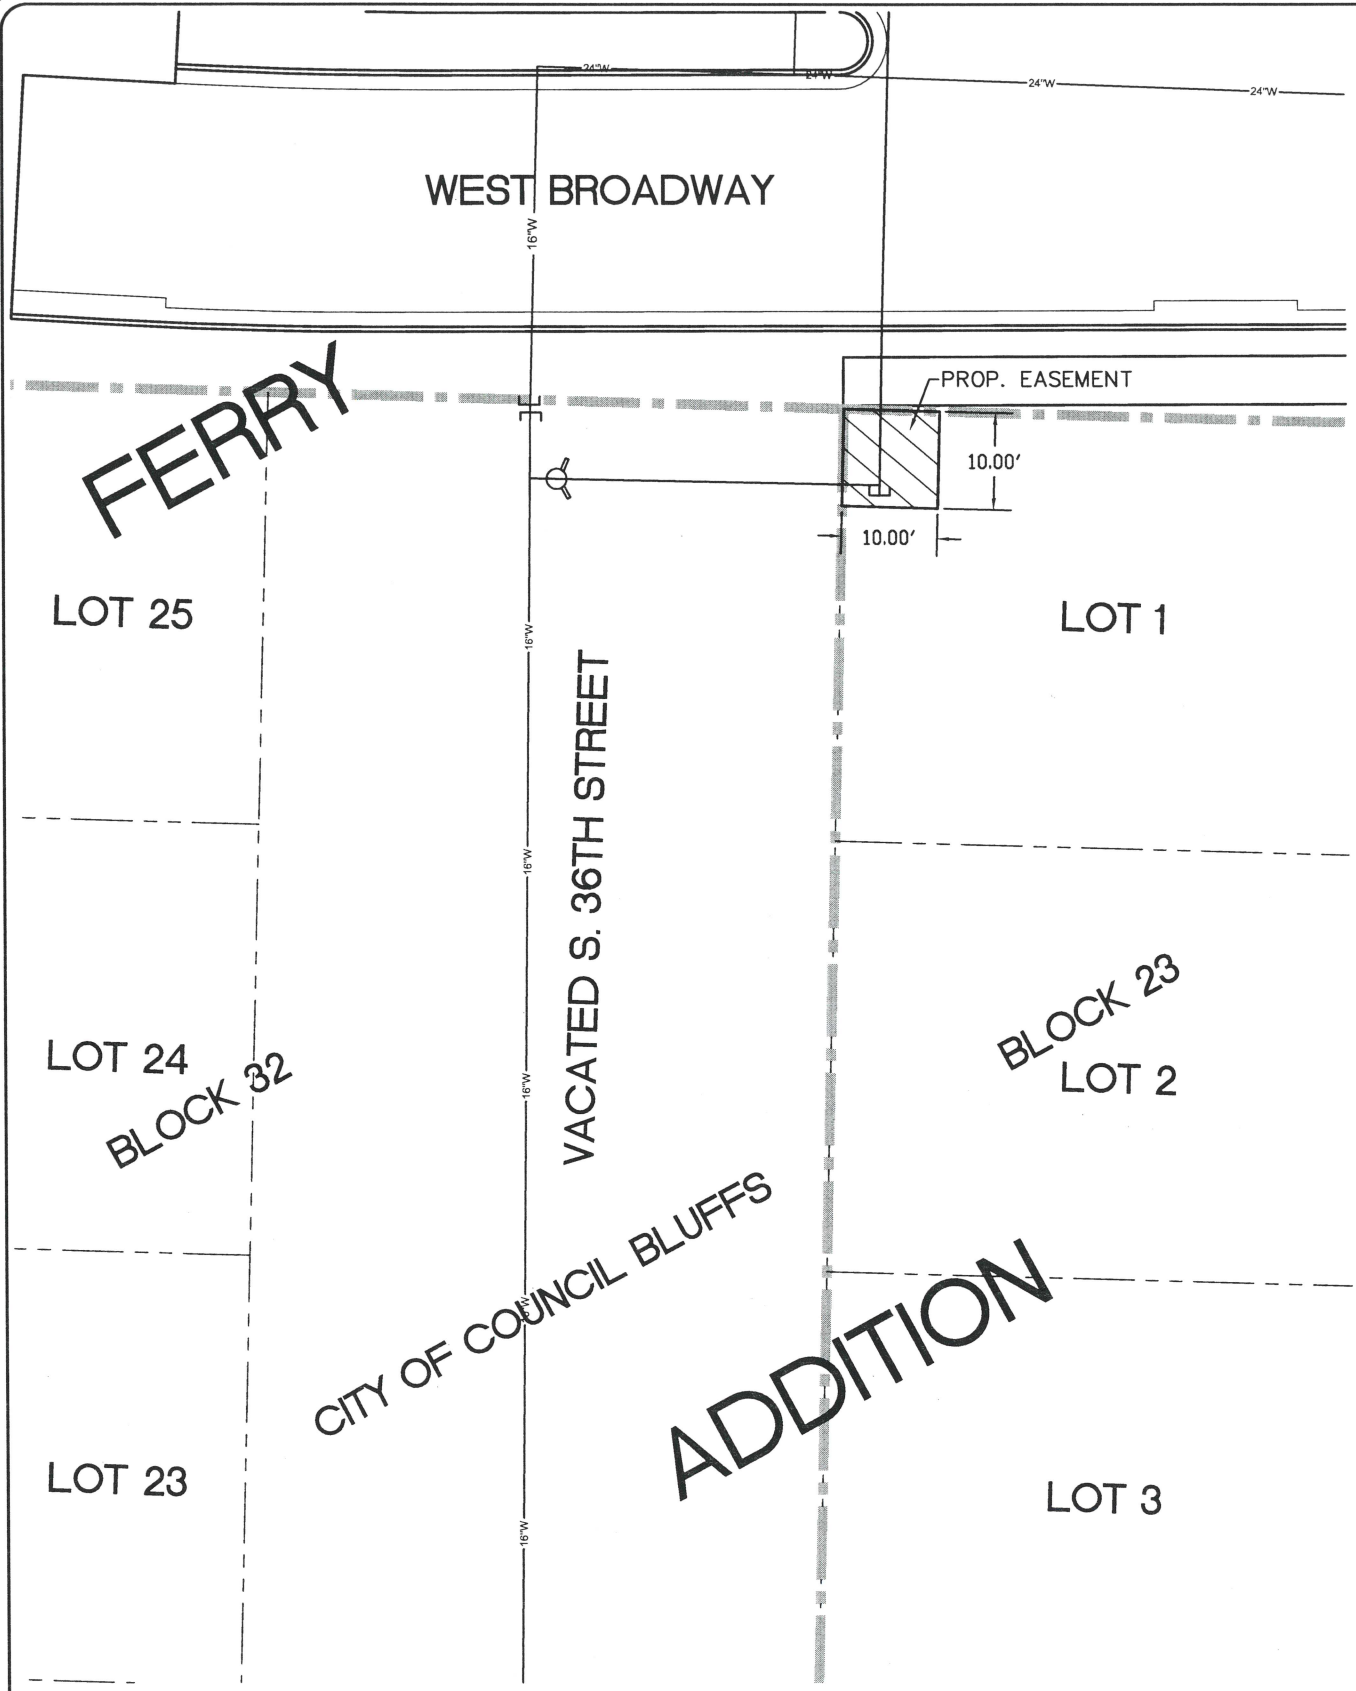 24"W
24"W
24"W
24"W
WEST BROADWAY
16"W
FERRY
PROP. EASEMENT
10.00'
10.00'
LOT 25
LOT 1
16"W
VACATED S. 36TH STREET
16"W
BLOCK 23
LOT 24
LOT 2
BLOCK 32
16"W
CITY OF COUNCIL BLUFFS
16"W
ADDITION
LOT 23
LOT 3
16"W